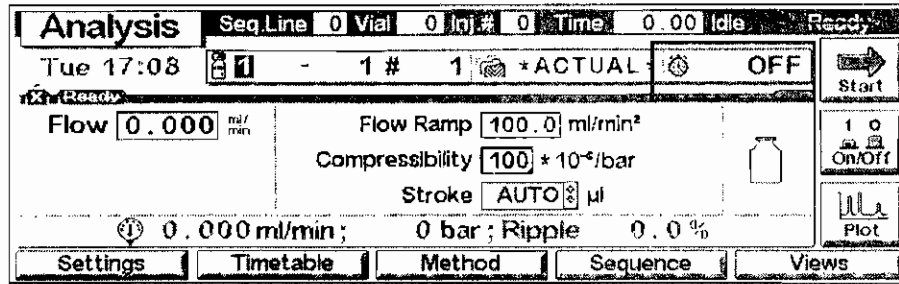 Analysis Seq.Line 0 Vial 0 Inj.# 0 Time 0.00 Idle Ready
Tue 17:08 1 - 1 # 1 *ACTUAL* OFF
Start
X Ready
Flow 0.000 ml/min Flow Ramp 100.0 ml/min²
1 0
On/Off
Compressibility 100 * 10⁻⁶/bar
Stroke AUTO µl
0.000 ml/min; 0 bar; Ripple 0.0 %
Plot
Settings Timetable Method Sequence Views